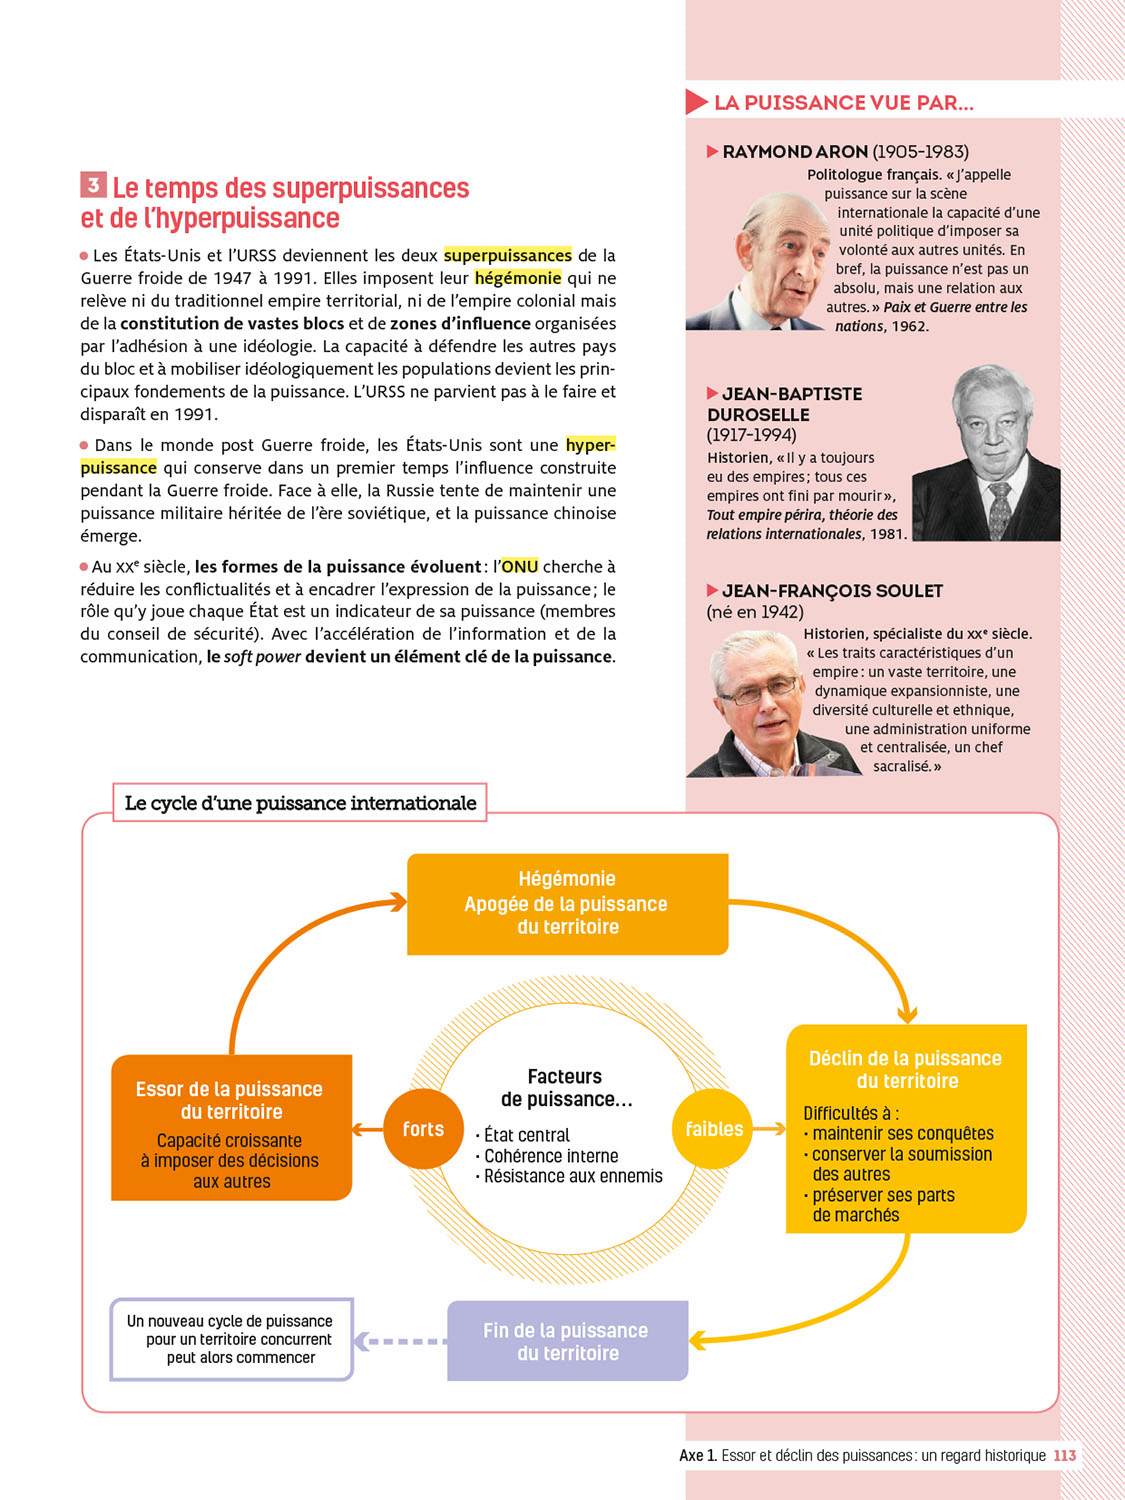 LA PUISSANCE VUE PAR...
3 Le temps des superpuissances
et de l'hyperpuissance
• Les États-Unis et l'URSS deviennent les deux superpuissances de la
Guerre froide de 1947 à 1991. Elles imposent leur hégémonie qui ne
relève ni du traditionnel empire territorial, ni de l'empire colonial mais
de la constitution de vastes blocs et de zones d'influence organisées
par l'adhésion à une idéologie. La capacité à défendre les autres pays
du bloc et à mobiliser idéologiquement les populations devient les prin-
cipaux fondements de la puissance. L'URSS ne parvient pas à le faire et
disparaît en 1991.
• Dans le monde post Guerre froide, les États-Unis sont une hyper-
puissance qui conserve dans un premier temps l'influence construite
pendant la Guerre froide. Face à elle, la Russie tente de maintenir une
puissance militaire héritée de l'ère soviétique, et la puissance chinoise
émerge.
• Au XXe siècle, les formes de la puissance évoluent : l'ONU cherche à
réduire les conflictualités et à encadrer l'expression de la puissance ; le
rôle qu'y joue chaque État est un indicateur de sa puissance (membres
du conseil de sécurité). Avec l'accélération de l'information et de la
communication, le soft power devient un élément clé de la puissance.
RAYMOND ARON (1905-1983)
Politologue français. « J'appelle
puissance sur la scène
internationale la capacité d'une
unité politique d'imposer sa
volonté aux autres unités. En
bref, la puissance n'est pas un
absolu, mais une relation aux
autres. » Paix et Guerre entre les
nations, 1962.
JEAN-BAPTISTE
DUROSELLE
(1917-1994)
Historien, « Il y a toujours
eu des empires ; tous ces
empires ont fini par mourir »,
Tout empire périra, théorie des
relations internationales, 1981.
JEAN-FRANÇOIS SOULET
(né en 1942)
Historien, spécialiste du XXe siècle.
« Les traits caractéristiques d'un
empire : un vaste territoire, une
dynamique expansionniste, une
diversité culturelle et ethnique,
une administration uniforme
et centralisée, un chef
sacralisé. »
Le cycle d'une puissance internationale
Hégémonie
Apogée de la puissance
du territoire
Essor de la puissance
du territoire
Capacité croissante
à imposer des décisions
aux autres
forts
Facteurs
de puissance...
· État central
· Cohérence interne
· Résistance aux ennemis
faibles
Déclin de la puissance
du territoire
Difficultés à :
· maintenir ses conquêtes
· conserver la soumission
des autres
· préserver ses parts
de marchés
Fin de la puissance
du territoire
Un nouveau cycle de puissance
pour un territoire concurrent
peut alors commencer
Axe 1. Essor et déclin des puissances : un regard historique 113